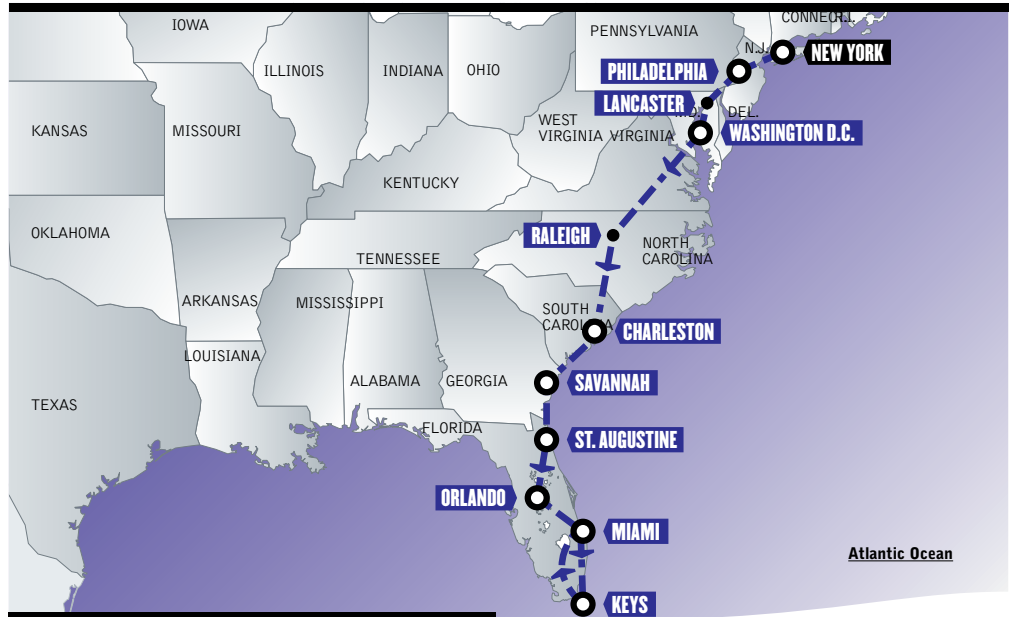 CONNECT.
R.I.
IOWA
PENNSYLVANIA
N.J.
NEW YORK
ILLINOIS
INDIANA
OHIO
PHILADELPHIA
LANCASTER
DEL.
KANSAS
MISSOURI
WEST
VIRGINIA
VIRGINIA
WASHINGTON D.C.
KENTUCKY
OKLAHOMA
RALEIGH
NORTH
CAROLINA
TENNESSEE
ARKANSAS
MISSISSIPPI
SOUTH
CAROLINA
CHARLESTON
LOUISIANA
ALABAMA
GEORGIA
SAVANNAH
TEXAS
FLORIDA
ST. AUGUSTINE
ORLANDO
MIAMI
Atlantic Ocean
KEYS